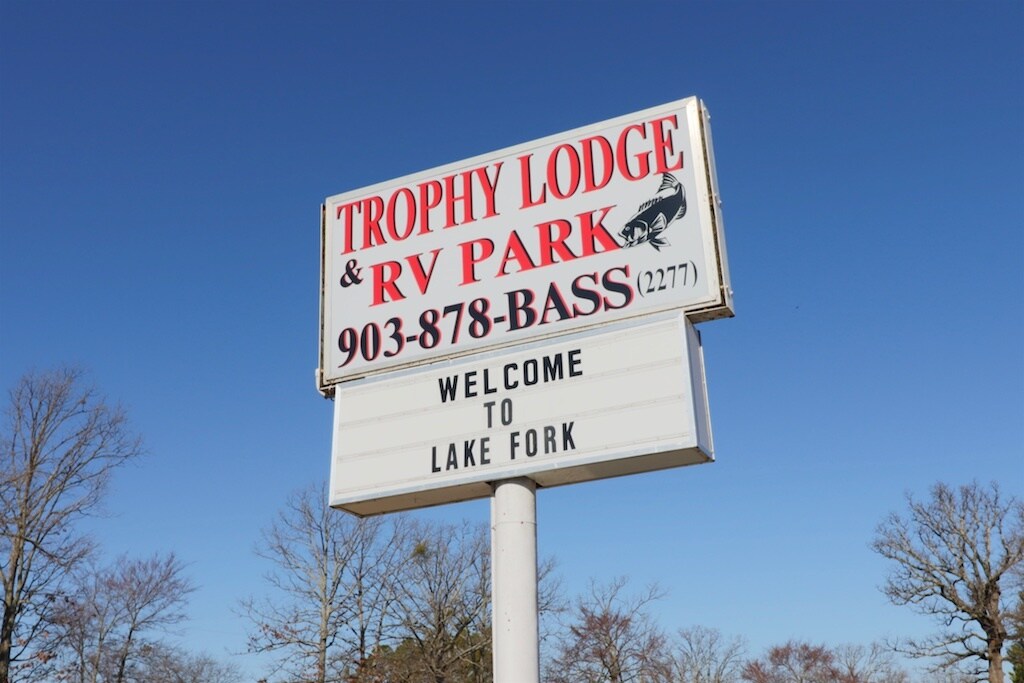 TROPHY LODGE
& RV PARK
903-878-BASS (2277)
WELCOME
TO
LAKE FORK